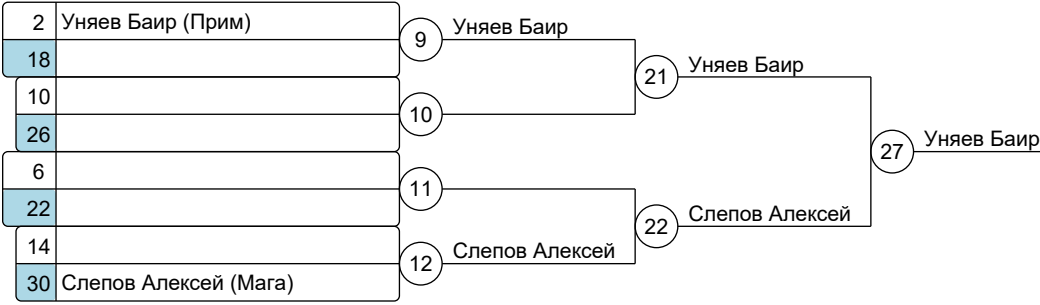 2 Уняев Баир (Прим)
18
10
26
6
22
14
30 Слепов Алексей (Мага)
9 Уняев Баир
10
11
12 Слепов Алексей
21 Уняев Баир
22 Слепов Алексей
27 Уняев Баир